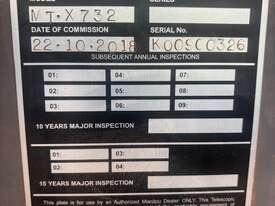 MODEL SERIES
MT-X732
DATE OF COMMISSION SERIAL NO.
22.10.2018 K00900326
SUBSEQUENT ANNUAL INSPECTIONS
01: 04: 07:
02: 05: 08:
03: 06: 09:
10 YEARS MAJOR INSPECTION
01: 04:
02:
03:
15 YEARS MAJOR INSPECTION
This plate is for use by
an Authorised Manitou Dealer ONLY. This Telescopic